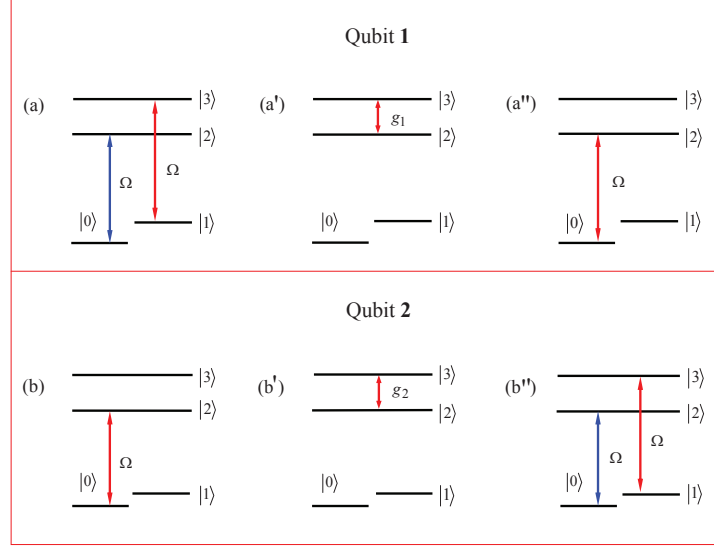 Qubit 1
(a) |3⟩ |2⟩ Ω Ω |0⟩ |1⟩
(a') |3⟩ g₁ |2⟩ |0⟩ |1⟩
(a'') |3⟩ |2⟩ Ω |0⟩ |1⟩
Qubit 2
(b) |3⟩ |2⟩ Ω |0⟩ |1⟩
(b') |3⟩ g₂ |2⟩ |0⟩ |1⟩
(b'') |3⟩ |2⟩ Ω Ω |0⟩ |1⟩